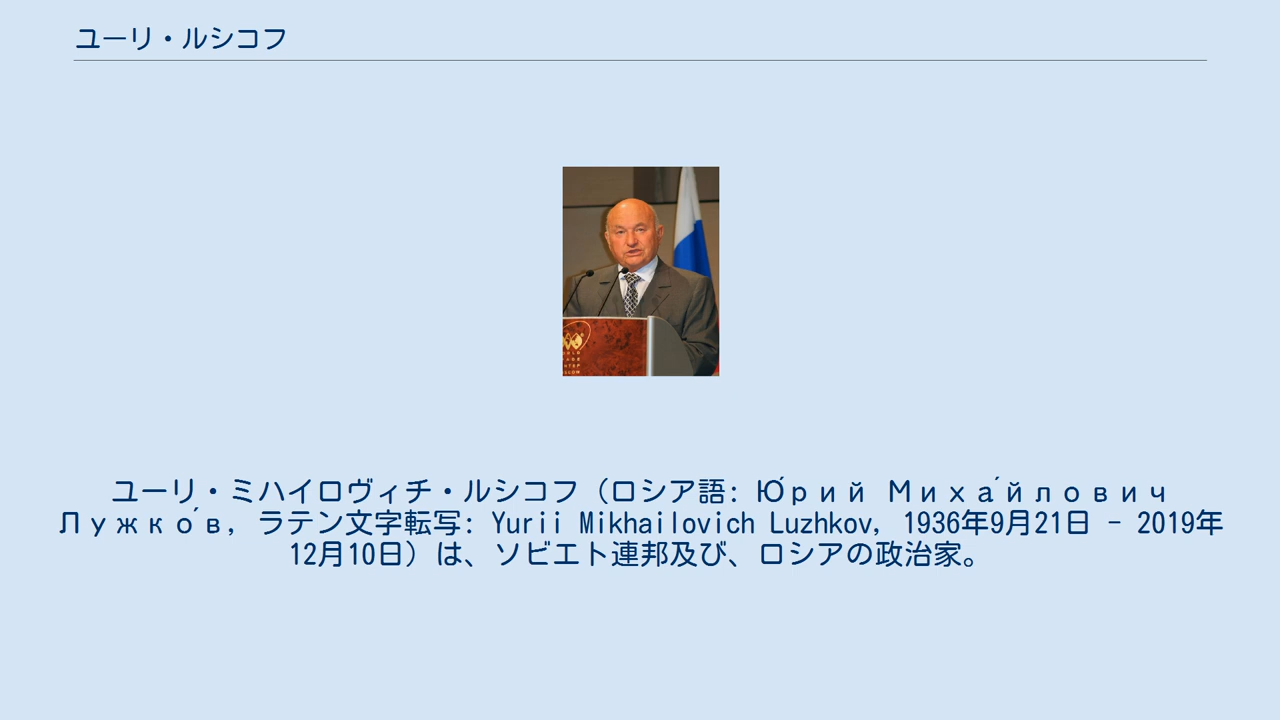 ユーリ・ルシコフ
ユーリ・ミハイロヴィチ・ルシコフ（ロシア語: Ю́рий Миха́йлович
Лужко́в, ラテン文字転写: Yurii Mikhailovich Luzhkov, 1936年9月21日 - 2019年
12月10日）は、ソビエト連邦及び、ロシアの政治家。